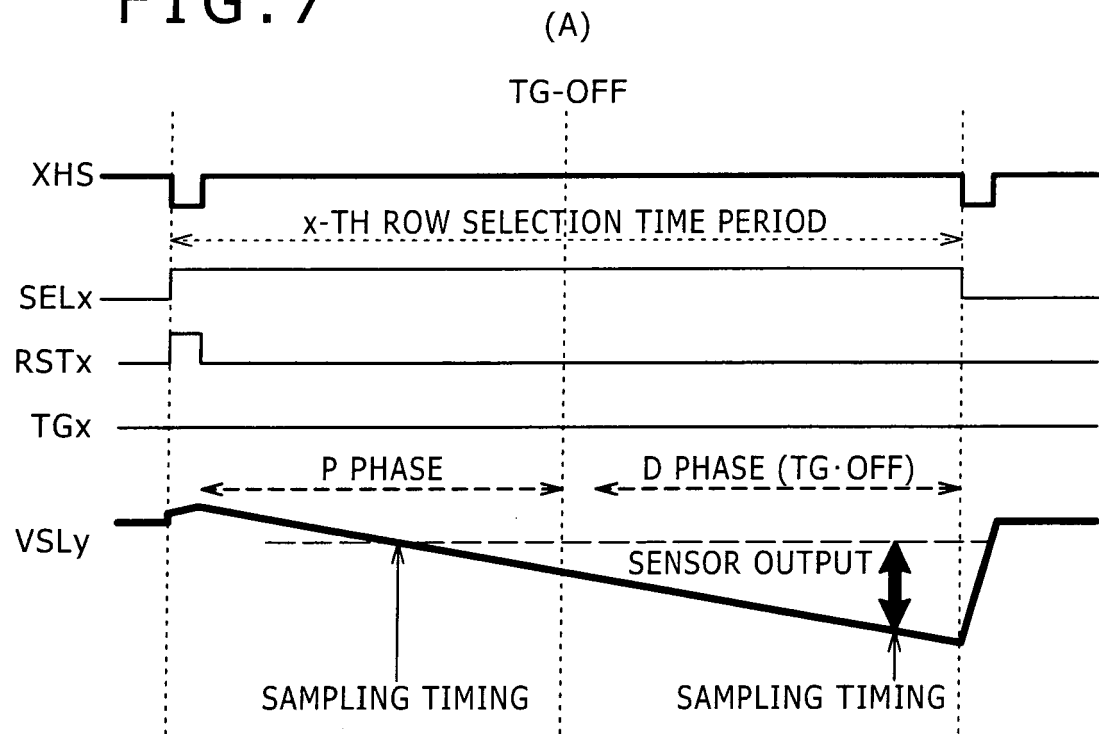 FIG.7
(A)
TG-OFF
XHS
x-TH ROW SELECTION TIME PERIOD
SELx
RSTx
TGx
P PHASE
D PHASE (TG·OFF)
VSLy
SENSOR OUTPUT
SAMPLING TIMING
SAMPLING TIMING